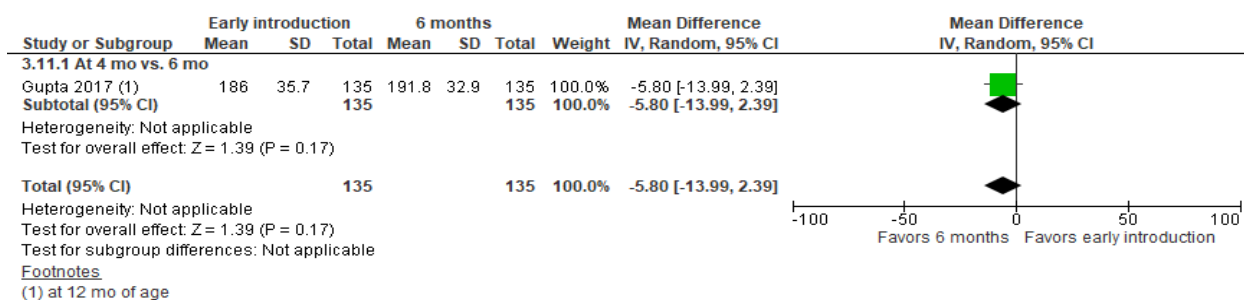 Early introduction 6 months Mean Difference Mean Difference
Study or Subgroup Mean SD Total Mean SD Total Weight IV, Random, 95% CI IV, Random, 95% CI
3.11.1 At 4 mo vs. 6 mo
Gupta 2017 (1) 186 35.7 135 191.8 32.9 135 100.0% -5.80 [-13.99, 2.39]
Subtotal (95% CI) 135 135 100.0% -5.80 [-13.99, 2.39]
Heterogeneity: Not applicable
Test for overall effect: Z = 1.39 (P = 0.17)
Total (95% CI) 135 135 100.0% -5.80 [-13.99, 2.39]
Heterogeneity: Not applicable
Test for overall effect: Z = 1.39 (P = 0.17)
Test for subgroup differences: Not applicable
-100 -50 0 50 100
Favors 6 months Favors early introduction
Footnotes
(1) at 12 mo of age